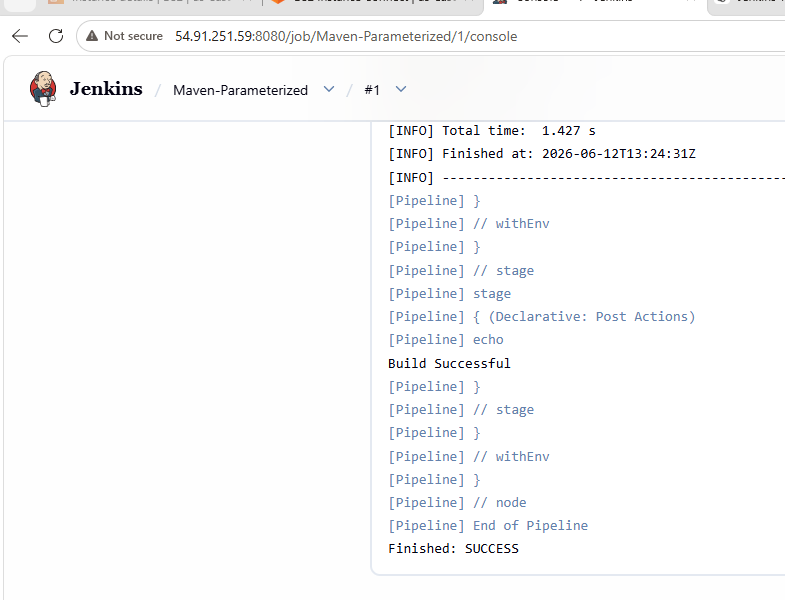 Not secure 54.91.251.59:8080/job/Maven-Parameterized/1/console
Jenkins / Maven-Parameterized / #1
[INFO] Total time:  1.427 s
[INFO] Finished at: 2026-06-12T13:24:31Z
[INFO] ------------------------------------------------
[Pipeline] }
[Pipeline] // withEnv
[Pipeline] }
[Pipeline] // stage
[Pipeline] stage
[Pipeline] { (Declarative: Post Actions)
[Pipeline] echo
Build Successful
[Pipeline] }
[Pipeline] // stage
[Pipeline] }
[Pipeline] // withEnv
[Pipeline] }
[Pipeline] // node
[Pipeline] End of Pipeline
Finished: SUCCESS